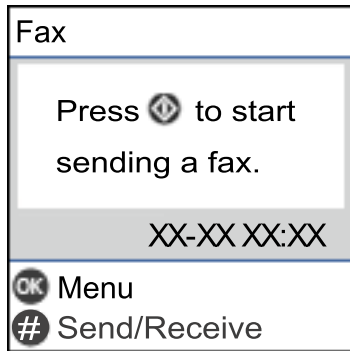 Fax
Press to start
sending a fax.
XX-XX XX:XX
OK Menu
# Send/Receive